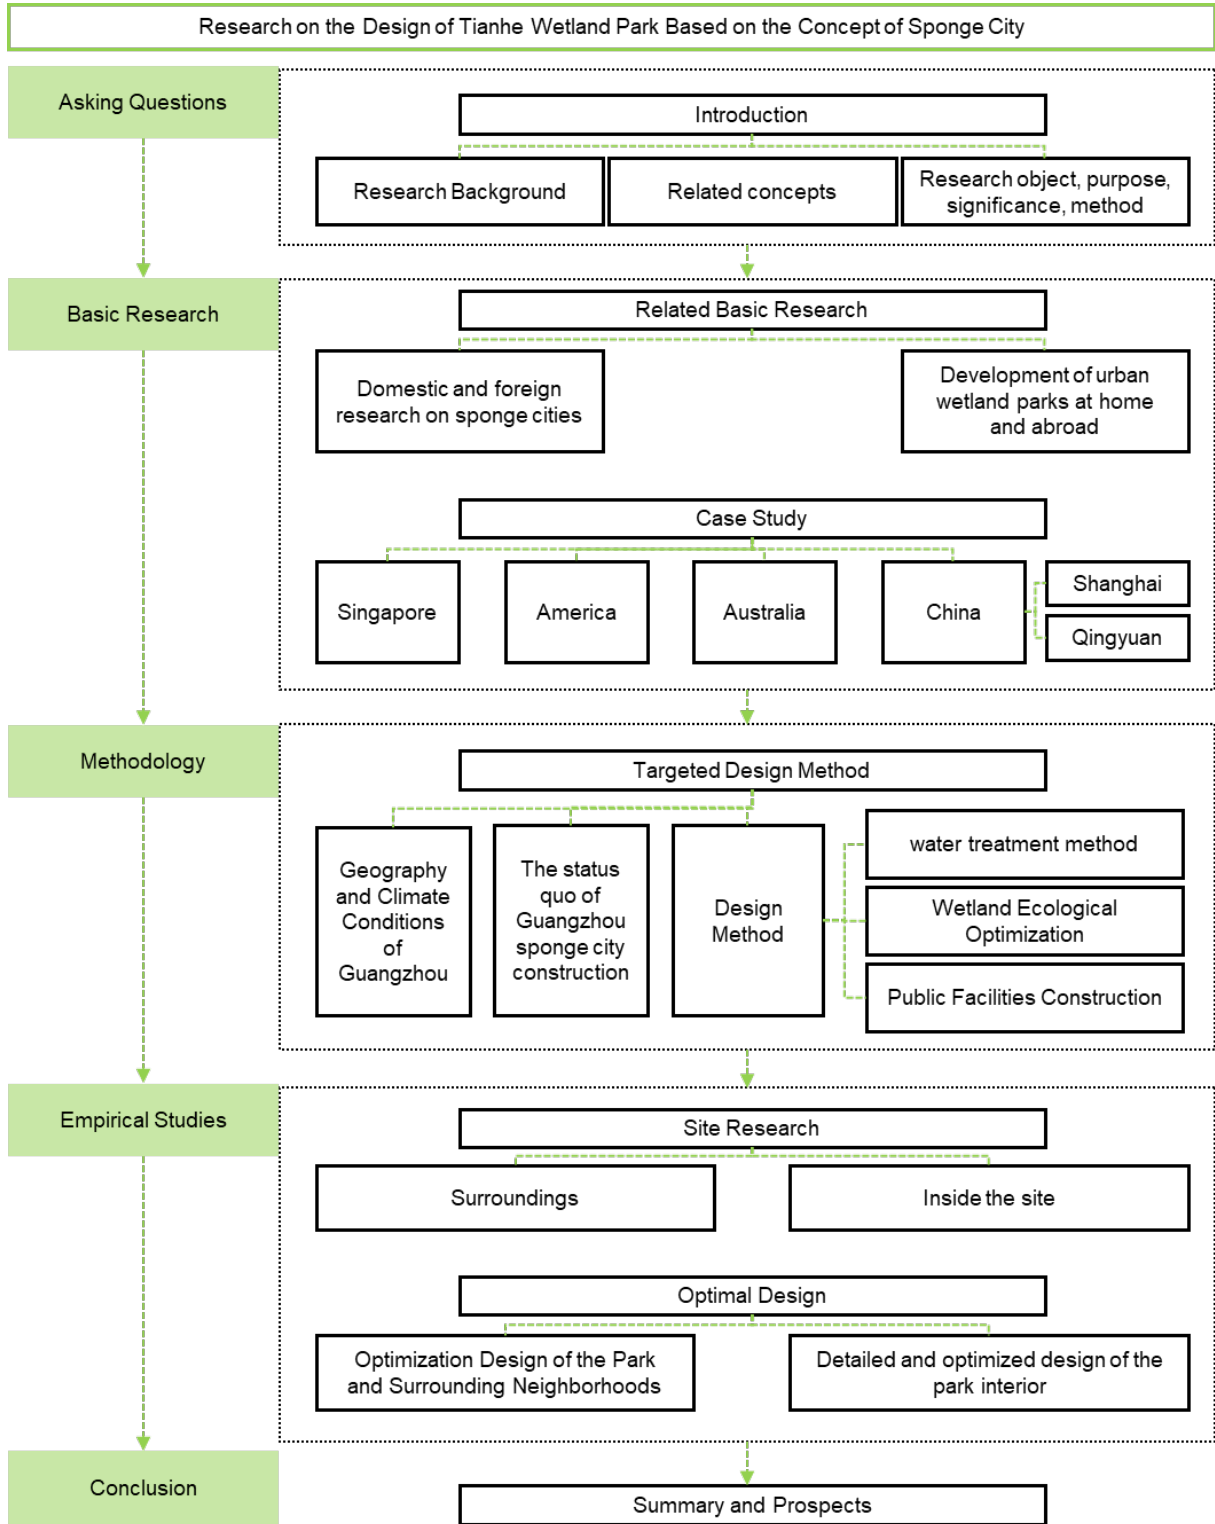 Research on the Design of Tianhe Wetland Park Based on the Concept of Sponge City
Asking Questions
Introduction
Research Background
Related concepts
Research object, purpose,
significance, method
Basic Research
Related Basic Research
Domestic and foreign
research on sponge cities
Development of urban
wetland parks at home
and abroad
Case Study
Singapore
America
Australia
China
Shanghai
Qingyuan
Methodology
Targeted Design Method
Geography
and Climate
Conditions
of
Guangzhou
The status
quo of
Guangzhou
sponge city
construction
Design
Method
water treatment method
Wetland Ecological
Optimization
Public Facilities Construction
Empirical Studies
Site Research
Surroundings
Inside the site
Optimal Design
Optimization Design of the Park
and Surrounding Neighborhoods
Detailed and optimized design of the
park interior
Conclusion
Summary and Prospects